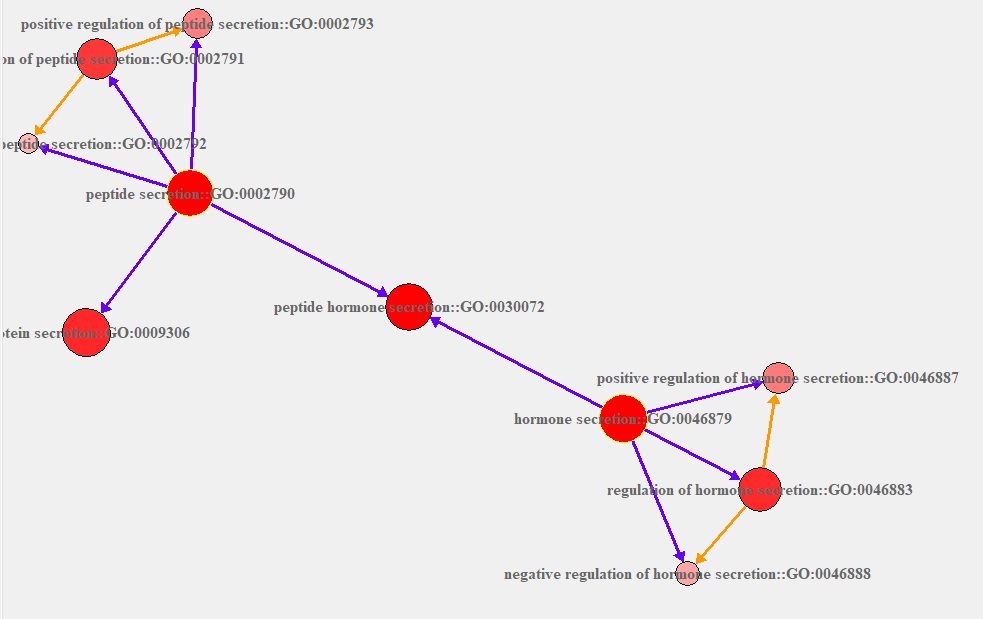 positive regulation of peptide secretion::GO:0002793
on of peptide secretion::GO:0002791
peptide secretion::GO:0002792
peptide secretion::GO:0002790
peptide hormone secretion::GO:0030072
otein secretion::GO:0009306
positive regulation of hormone secretion::GO:0046887
hormone secretion::GO:0046879
regulation of hormone secretion::GO:0046883
negative regulation of hormone secretion::GO:0046888